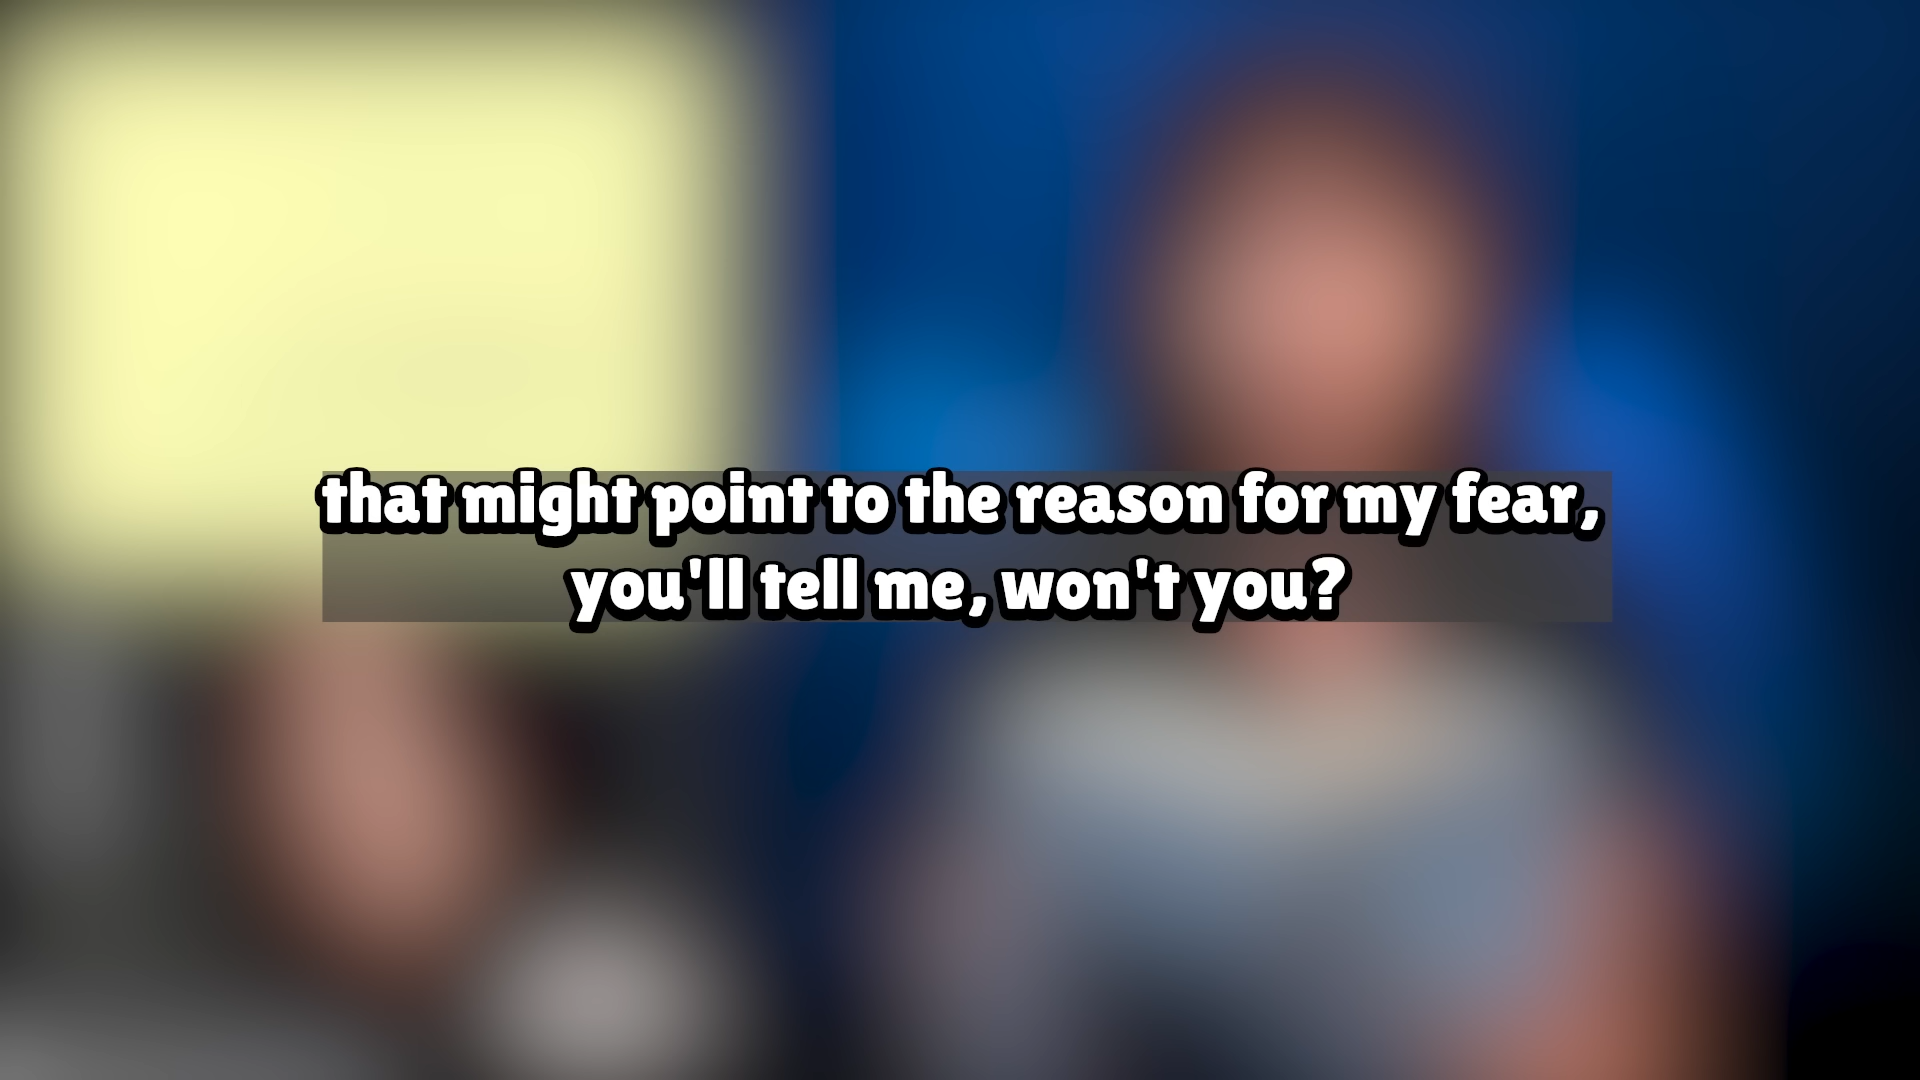 that might point to the reason for my fear,
you'll tell me, won't you?